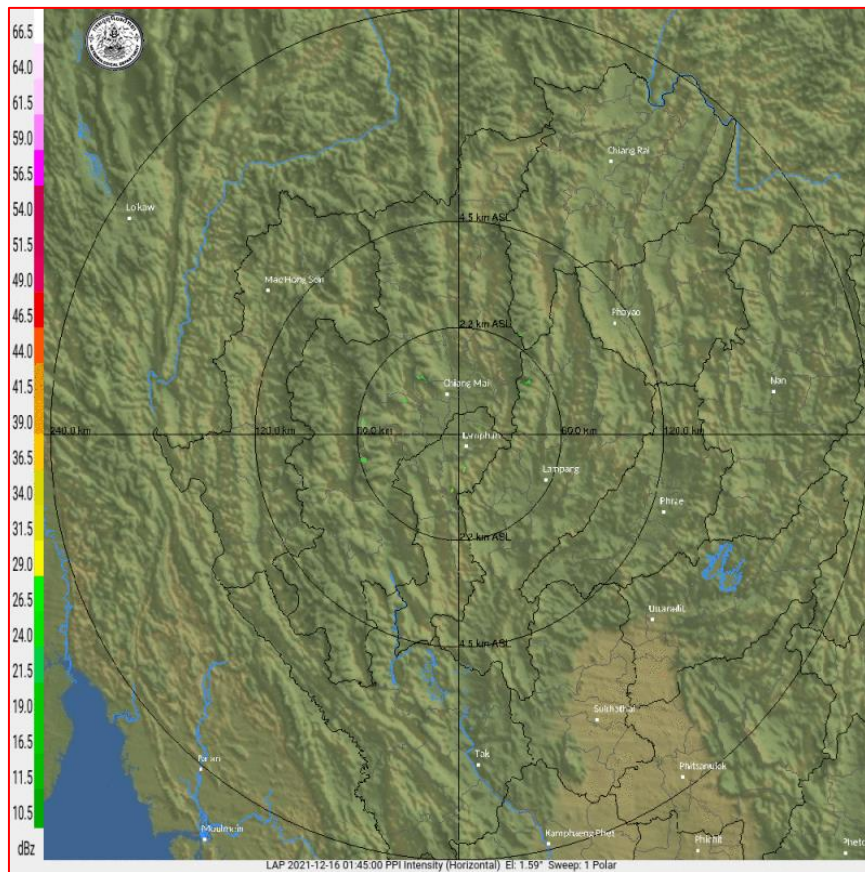 66.5
64.0
61.5
59.0
56.5
54.0
51.5
49.0
46.5
44.0
41.5
39.0
36.5
34.0
31.5
29.0
26.5
24.0
21.5
19.0
16.5
11.5
10.5
dBz
Chiang Rai
Loikaw
4.5 km ASL
Mae Hong Son
Phayao
2.2 km ASL
Chiang Mai
Nan
240.0 km
120.0 km
60.0 km
60.0 km
120.0 km
Lamphun
Lampang
Phrae
2.2 km ASL
Uttaradit
4.5 km ASL
Sukhothai
Tak
Phitsanulok
Moulmein
Kamphaeng Phet
Phichit
Phetc
LAP 2021-12-16 01:45:00 PPI Intensity (Horizontal) El: 1.59° Sweep: 1 Polar